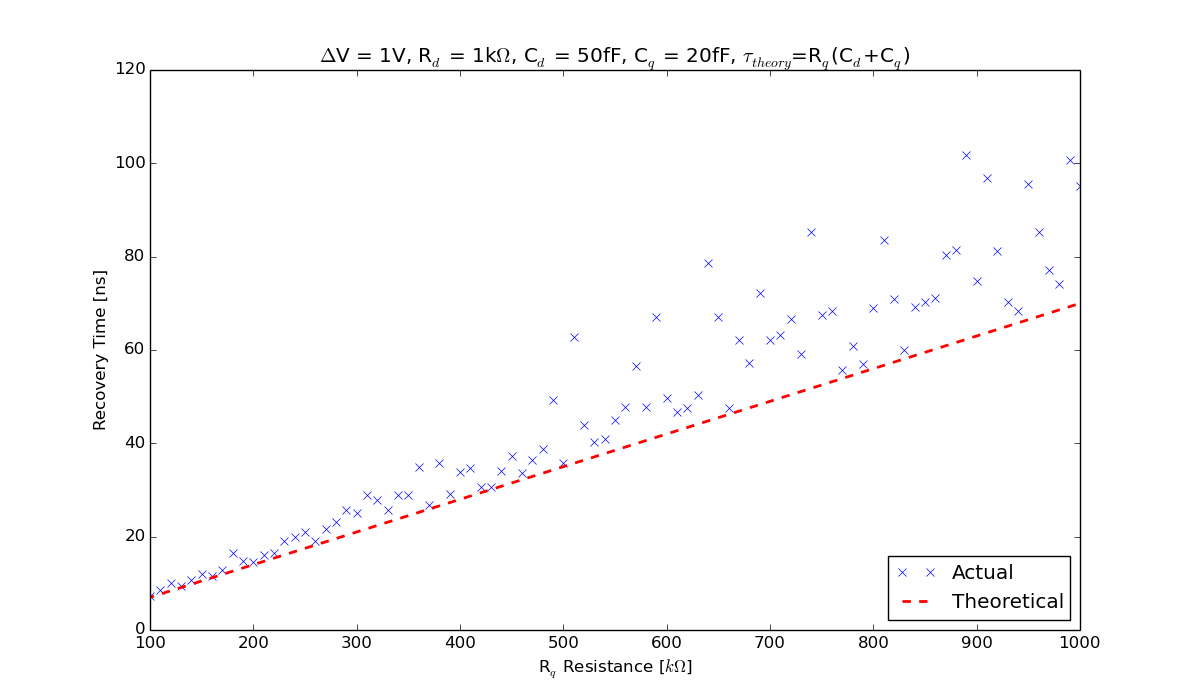 ΔV = 1V, R_d = 1kΩ, C_d = 50fF, C_q = 20fF, τ_theory=R_q(C_d+C_q)
120
100
80
60
40
20
0
Recovery Time [ns]
Actual
Theoretical
100 200 300 400 500 600 700 800 900 1000
R_q Resistance [kΩ]